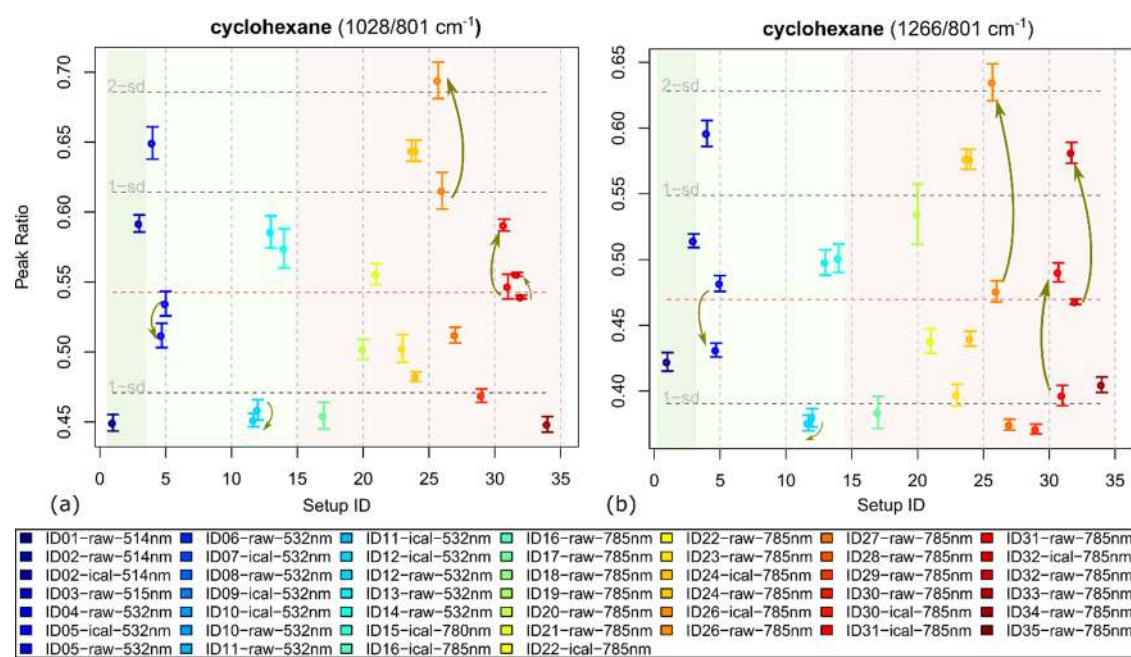 cyclohexane (1028/801 cm⁻¹)
cyclohexane (1266/801 cm⁻¹)
Peak Ratio
0.70
0.65
0.60
0.55
0.50
0.45
2-sd
1-sd
1-sd
0 5 10 15 20 25 30 35
(a)
Setup ID
0.65
0.60
0.55
0.50
0.45
0.40
2-sd
1-sd
1-sd
0 5 10 15 20 25 30 35
(b)
Setup ID
ID01-raw-514nm ID06-raw-532nm ID11-ical-532nm ID16-raw-785nm ID22-raw-785nm ID27-raw-785nm ID31-raw-785nm
ID02-raw-514nm ID07-ical-532nm ID12-ical-532nm ID17-raw-785nm ID23-raw-785nm ID28-raw-785nm ID32-ical-785nm
ID02-ical-514nm ID08-raw-532nm ID12-raw-532nm ID18-raw-785nm ID24-ical-785nm ID29-raw-785nm ID32-raw-785nm
ID03-raw-515nm ID09-ical-532nm ID13-raw-532nm ID19-raw-785nm ID24-raw-785nm ID30-raw-785nm ID33-raw-785nm
ID04-raw-532nm ID10-ical-532nm ID14-raw-532nm ID20-raw-785nm ID26-ical-785nm ID30-ical-785nm ID34-raw-785nm
ID05-ical-532nm ID10-raw-532nm ID15-ical-780nm ID21-raw-785nm ID26-raw-785nm ID31-ical-785nm ID35-raw-785nm
ID05-raw-532nm ID11-raw-532nm ID16-ical-785nm ID22-ical-785nm